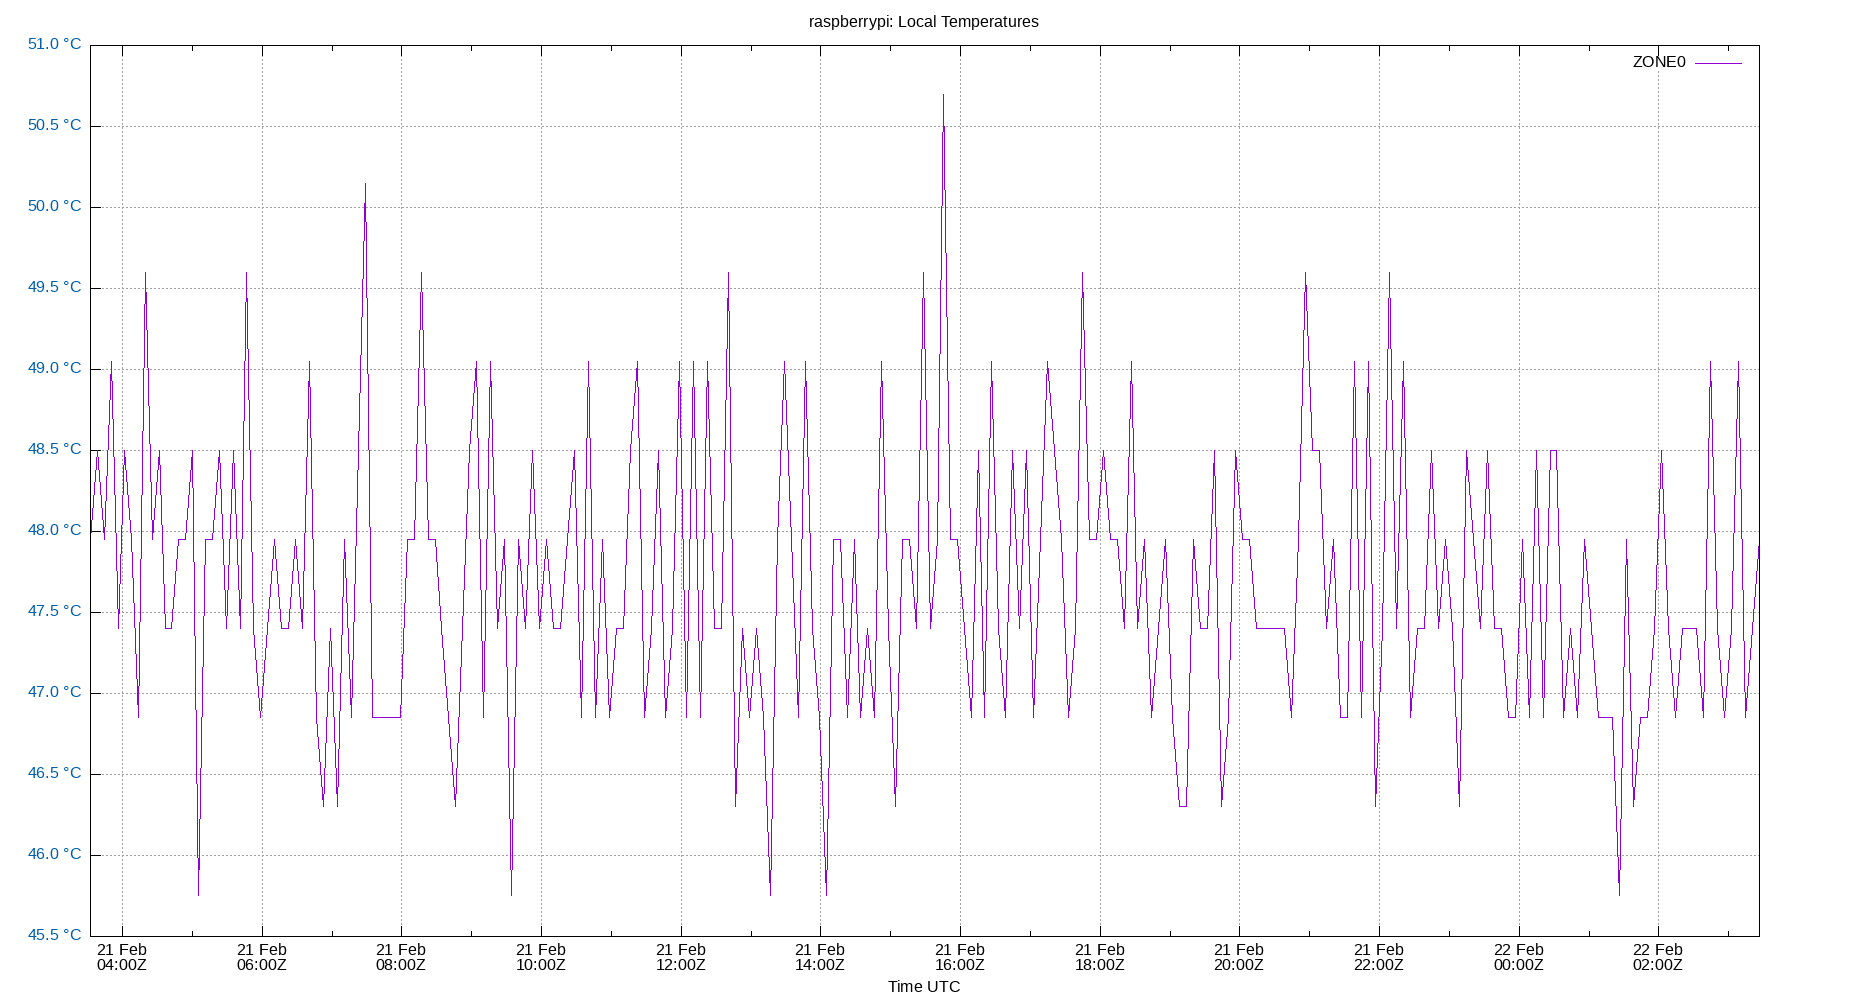 raspberrypi: Local Temperatures
51.0 °C
ZONE0
50.5 °C
50.0 °C
49.5 °C
49.0 °C
48.5 °C
48.0 °C
47.5 °C
47.0 °C
46.5 °C
46.0 °C
45.5 °C
21 Feb 21 Feb 21 Feb 21 Feb 21 Feb 21 Feb 21 Feb 21 Feb 21 Feb 21 Feb 22 Feb 22 Feb
04:00Z 06:00Z 08:00Z 10:00Z 12:00Z 14:00Z 16:00Z 18:00Z 20:00Z 22:00Z 00:00Z 02:00Z
Time UTC